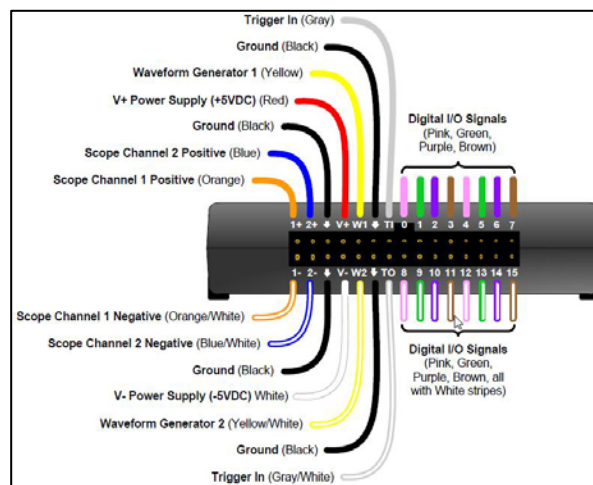 Trigger In (Gray)
Ground (Black)
Waveform Generator 1 (Yellow)
V+ Power Supply (+5VDC) (Red)
Ground (Black)
Scope Channel 2 Positive (Blue)
Scope Channel 1 Positive (Orange)
Digital I/O Signals
(Pink, Green,
Purple, Brown)
1+ 2+ V+ W1 TI 0 1 2 3 4 5 6 7
1- 2- V- W2 TO 8 9 10 11 12 13 14 15
Scope Channel 1 Negative (Orange/White)
Scope Channel 2 Negative (Blue/White)
Ground (Black)
V- Power Supply (-5VDC) White)
Waveform Generator 2 (Yellow/White)
Ground (Black)
Trigger In (Gray/White)
Digital I/O Signals
(Pink, Green,
Purple, Brown, all
with White stripes)